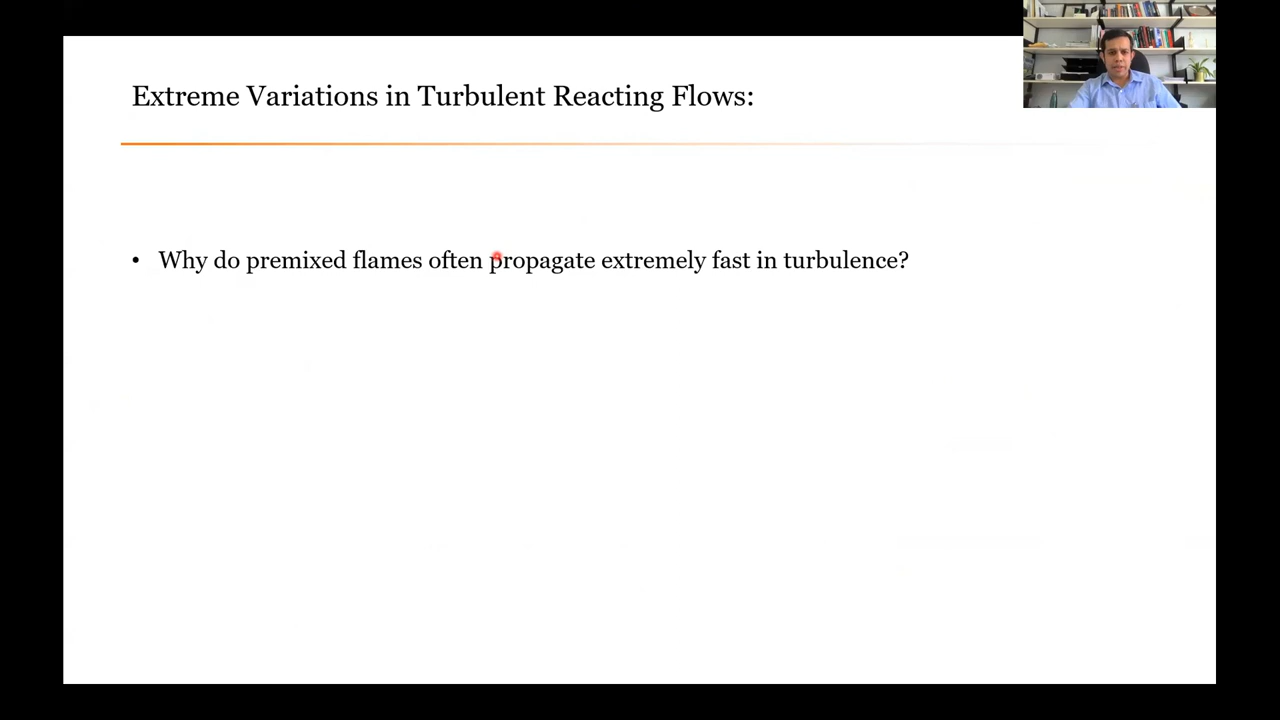 Extreme Variations in Turbulent Reacting Flows:
• Why do premixed flames often propagate extremely fast in turbulence?